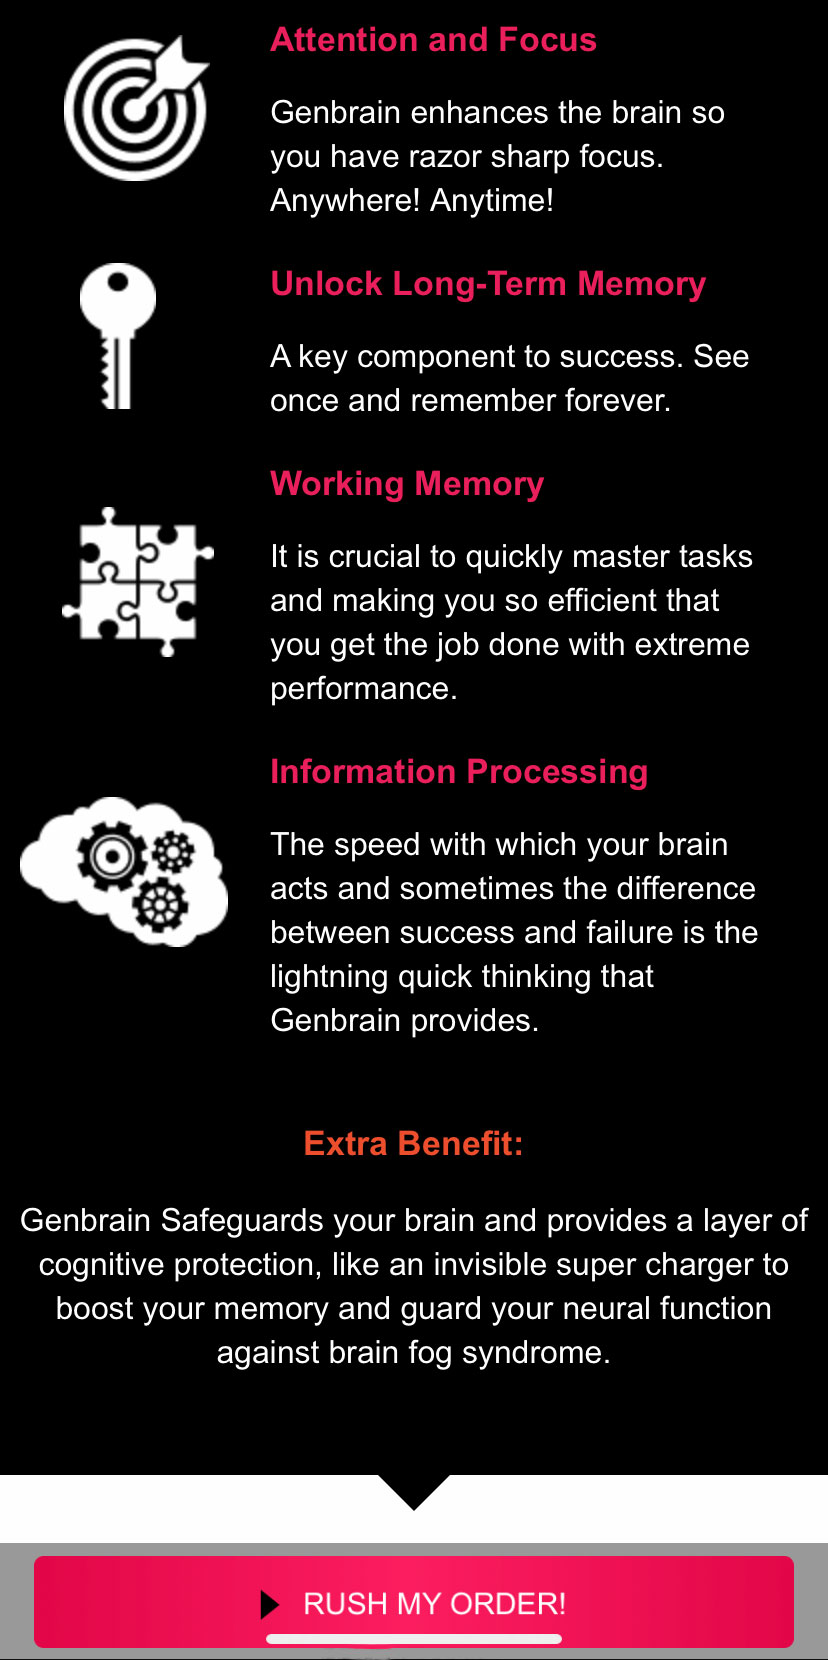 Attention and Focus
Genbrain enhances the brain so
you have razor sharp focus.
Anywhere! Anytime!
Unlock Long-Term Memory
A key component to success. See
once and remember forever.
Working Memory
It is crucial to quickly master tasks
and making you so efficient that
you get the job done with extreme
performance.
Information Processing
The speed with which your brain
acts and sometimes the difference
between success and failure is the
lightning quick thinking that
Genbrain provides.
Extra Benefit:
Genbrain Safeguards your brain and provides a layer of
cognitive protection, like an invisible super charger to
boost your memory and guard your neural function
against brain fog syndrome.
RUSH MY ORDER!